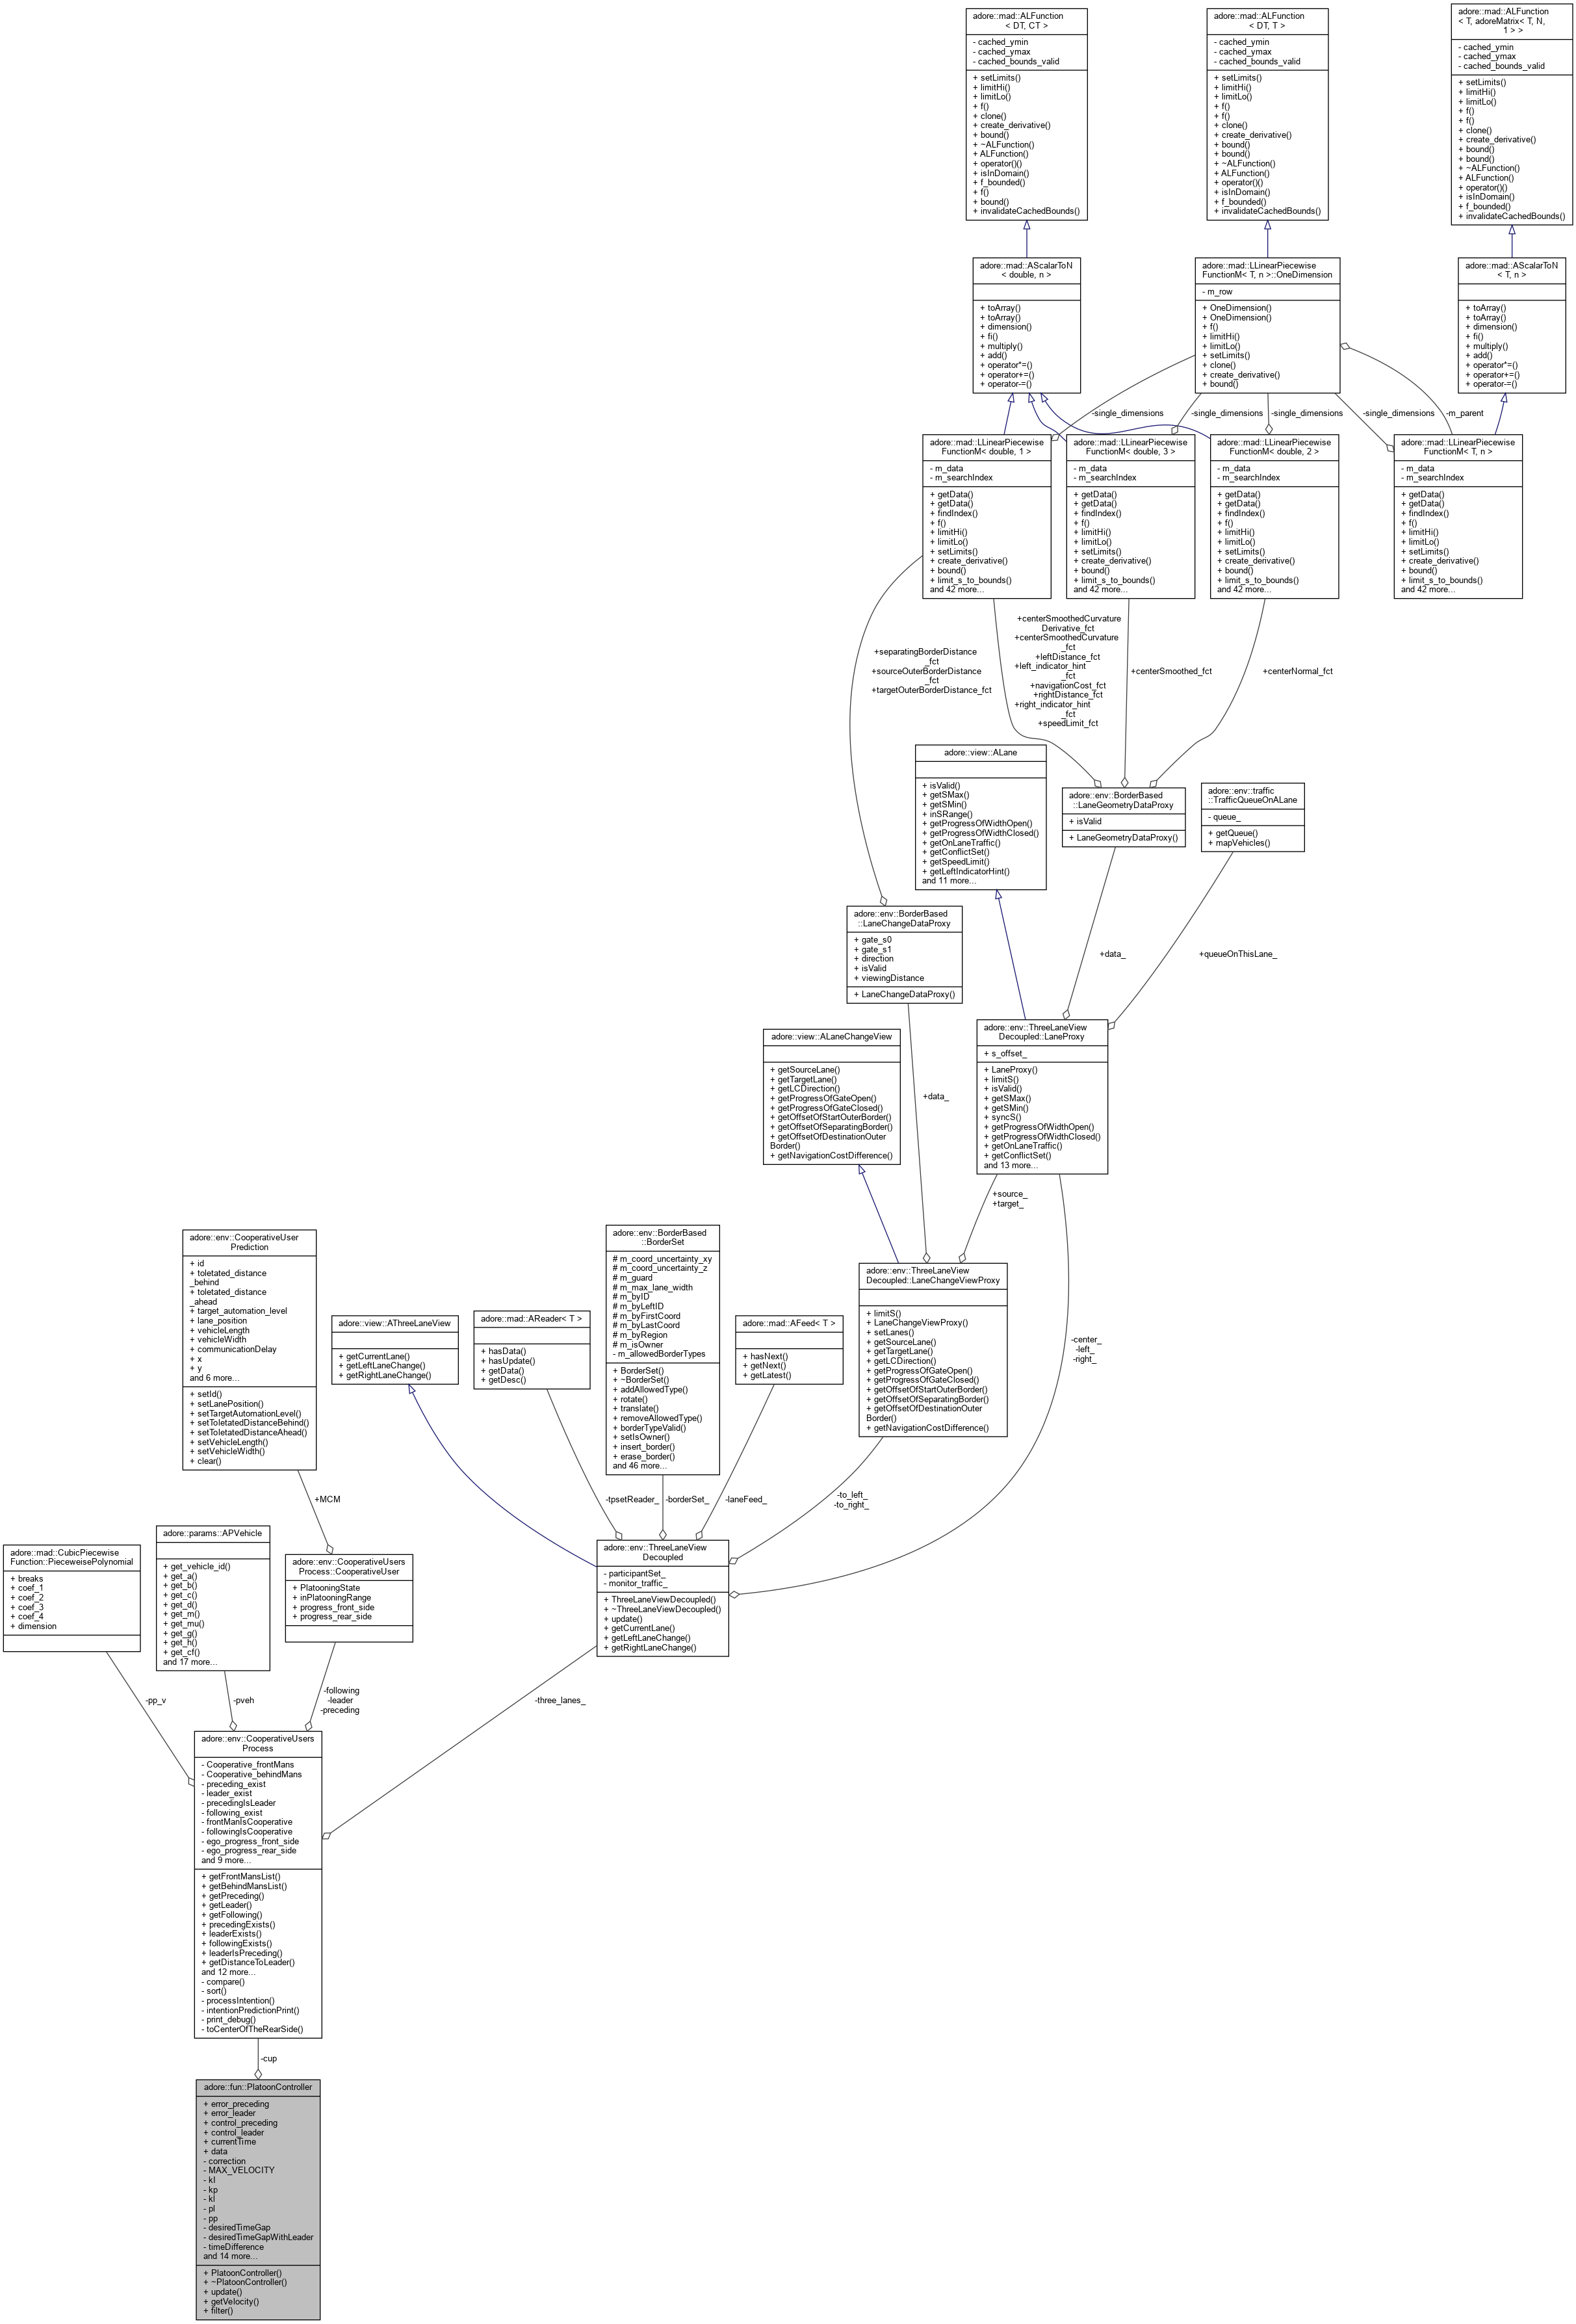 adore::mad::ALFunction
< DT, CT >
- cached_ymin
- cached_ymax
- cached_bounds_valid
+ setLimits()
+ limitHi()
+ limitLo()
+ f()
+ clone()
+ create_derivative()
+ bound()
+ ~ALFunction()
+ ALFunction()
+ operator()()
+ isInDomain()
+ f_bounded()
+ f()
+ bound()
+ invalidateCachedBounds()
adore::mad::ALFunction
< DT, T >
- cached_ymin
- cached_ymax
- cached_bounds_valid
+ setLimits()
+ limitHi()
+ limitLo()
+ f()
+ f()
+ clone()
+ create_derivative()
+ bound()
+ bound()
+ ~ALFunction()
+ ALFunction()
+ operator()()
+ isInDomain()
+ f_bounded()
+ invalidateCachedBounds()
adore::mad::ALFunction
< T, adoreMatrix< T, N,
1 > >
- cached_ymin
- cached_ymax
- cached_bounds_valid
+ setLimits()
+ limitHi()
+ limitLo()
+ f()
+ f()
+ clone()
+ create_derivative()
+ bound()
+ bound()
+ ~ALFunction()
+ ALFunction()
+ operator()()
+ isInDomain()
+ f_bounded()
+ invalidateCachedBounds()
adore::mad::AScalarToN
< double, n >
+ toArray()
+ toArray()
+ dimension()
+ fi()
+ multiply()
+ add()
+ operator*=()
+ operator+=()
+ operator-=()
adore::mad::LLinearPiecewise
FunctionM< T, n >::OneDimension
- m_row
+ OneDimension()
+ OneDimension()
+ f()
+ limitHi()
+ limitLo()
+ setLimits()
+ clone()
+ create_derivative()
+ bound()
adore::mad::AScalarToN
< T, n >
+ toArray()
+ toArray()
+ dimension()
+ fi()
+ multiply()
+ add()
+ operator*=()
+ operator+=()
+ operator-=()
-single_dimensions
-single_dimensions
-single_dimensions
-single_dimensions
-m_parent
adore::mad::LLinearPiecewise
FunctionM< double, 1 >
- m_data
- m_searchIndex
+ getData()
+ getData()
+ findIndex()
+ f()
+ limitHi()
+ limitLo()
+ setLimits()
+ create_derivative()
+ bound()
+ limit_s_to_bounds()
and 42 more...
adore::mad::LLinearPiecewise
FunctionM< double, 3 >
- m_data
- m_searchIndex
+ getData()
+ getData()
+ findIndex()
+ f()
+ limitHi()
+ limitLo()
+ setLimits()
+ create_derivative()
+ bound()
+ limit_s_to_bounds()
and 42 more...
adore::mad::LLinearPiecewise
FunctionM< double, 2 >
- m_data
- m_searchIndex
+ getData()
+ getData()
+ findIndex()
+ f()
+ limitHi()
+ limitLo()
+ setLimits()
+ create_derivative()
+ bound()
+ limit_s_to_bounds()
and 42 more...
adore::mad::LLinearPiecewise
FunctionM< T, n >
- m_data
- m_searchIndex
+ getData()
+ getData()
+ findIndex()
+ f()
+ limitHi()
+ limitLo()
+ setLimits()
+ create_derivative()
+ bound()
+ limit_s_to_bounds()
and 42 more...
+separatingBorderDistance
_fct
+sourceOuterBorderDistance
_fct
+targetOuterBorderDistance_fct
+centerSmoothedCurvature
Derivative_fct
+centerSmoothedCurvature
_fct
+leftDistance_fct
+left_indicator_hint
_fct
+navigationCost_fct
+rightDistance_fct
+right_indicator_hint
_fct
+speedLimit_fct
+centerSmoothed_fct
+centerNormal_fct
adore::view::ALane
+ isValid()
+ getSMax()
+ getSMin()
+ inSRange()
+ getProgressOfWidthOpen()
+ getProgressOfWidthClosed()
+ getOnLaneTraffic()
+ getConflictSet()
+ getSpeedLimit()
+ getLeftIndicatorHint()
and 11 more...
adore::env::BorderBased
::LaneGeometryDataProxy
+ isValid
+ LaneGeometryDataProxy()
adore::env::traffic
::TrafficQueueOnALane
- queue_
+ getQueue()
+ mapVehicles()
adore::env::BorderBased
::LaneChangeDataProxy
+ gate_s0
+ gate_s1
+ direction
+ isValid
+ viewingDistance
+ LaneChangeDataProxy()
+data_
+queueOnThisLane_
adore::view::ALaneChangeView
+ getSourceLane()
+ getTargetLane()
+ getLCDirection()
+ getProgressOfGateOpen()
+ getProgressOfGateClosed()
+ getOffsetOfStartOuterBorder()
+ getOffsetOfSeparatingBorder()
+ getOffsetOfDestinationOuter
Border()
+ getNavigationCostDifference()
+data_
adore::env::ThreeLaneView
Decoupled::LaneProxy
+ s_offset_
+ LaneProxy()
+ limitS()
+ isValid()
+ getSMax()
+ getSMin()
+ syncS()
+ getProgressOfWidthOpen()
+ getProgressOfWidthClosed()
+ getOnLaneTraffic()
+ getConflictSet()
and 13 more...
+source_
+target_
adore::env::CooperativeUser
Prediction
+ id
+ toletated_distance
_behind
+ toletated_distance
_ahead
+ target_automation_level
+ lane_position
+ vehicleLength
+ vehicleWidth
+ communicationDelay
+ x
+ y
and 6 more...
+ setId()
+ setLanePosition()
+ setTargetAutomationLevel()
+ setToletatedDistanceBehind()
+ setToletatedDistanceAhead()
+ setVehicleLength()
+ setVehicleWidth()
+ clear()
adore::view::AThreeLaneView
+ getCurrentLane()
+ getLeftLaneChange()
+ getRightLaneChange()
adore::mad::AReader< T >
+ hasData()
+ hasUpdate()
+ getData()
+ getDesc()
adore::env::BorderBased
::BorderSet
# m_coord_uncertainty_xy
# m_coord_uncertainty_z
# m_guard
# m_max_lane_width
# m_byID
# m_byLeftID
# m_byFirstCoord
# m_byLastCoord
# m_byRegion
# m_isOwner
- m_allowedBorderTypes
+ BorderSet()
+ ~BorderSet()
+ addAllowedType()
+ rotate()
+ translate()
+ removeAllowedType()
+ borderTypeValid()
+ setIsOwner()
+ insert_border()
+ erase_border()
and 46 more...
adore::mad::AFeed< T >
+ hasNext()
+ getNext()
+ getLatest()
adore::env::ThreeLaneView
Decoupled::LaneChangeViewProxy
+ limitS()
+ LaneChangeViewProxy()
+ setLanes()
+ getSourceLane()
+ getTargetLane()
+ getLCDirection()
+ getProgressOfGateOpen()
+ getProgressOfGateClosed()
+ getOffsetOfStartOuterBorder()
+ getOffsetOfSeparatingBorder()
+ getOffsetOfDestinationOuter
Border()
+ getNavigationCostDifference()
-center_
-left_
-right_
+MCM
-tpsetReader_
-borderSet_
-laneFeed_
-to_left_
-to_right_
adore::mad::CubicPiecewise
Function::PieceweisePolynomial
+ breaks
+ coef_1
+ coef_2
+ coef_3
+ coef_4
+ dimension
adore::params::APVehicle
+ get_vehicle_id()
+ get_a()
+ get_b()
+ get_c()
+ get_d()
+ get_m()
+ get_mu()
+ get_g()
+ get_h()
+ get_cf()
and 17 more...
adore::env::CooperativeUsers
Process::CooperativeUser
+ PlatooningState
+ inPlatooningRange
+ progress_front_side
+ progress_rear_side
adore::env::ThreeLaneView
Decoupled
- participantSet_
- monitor_traffic_
+ ThreeLaneViewDecoupled()
+ ~ThreeLaneViewDecoupled()
+ update()
+ getCurrentLane()
+ getLeftLaneChange()
+ getRightLaneChange()
-pp_v
-pveh
-following
-leader
-preceding
-three_lanes_
adore::env::CooperativeUsers
Process
- Cooperative_frontMans
- Cooperative_behindMans
- preceding_exist
- leader_exist
- precedingIsLeader
- following_exist
- frontManIsCooperative
- followingIsCooperative
- ego_progress_front_side
- ego_progress_rear_side
and 9 more...
+ getFrontMansList()
+ getBehindMansList()
+ getPreceding()
+ getLeader()
+ getFollowing()
+ precedingExists()
+ leaderExists()
+ followingExists()
+ leaderIsPreceding()
+ getDistanceToLeader()
and 12 more...
- compare()
- sort()
- processIntention()
- intentionPredictionPrint()
- print_debug()
- toCenterOfTheRearSide()
-cup
adore::fun::PlatoonController
+ error_preceding
+ error_leader
+ control_preceding
+ control_leader
+ currentTime
+ data
- correction
- MAX_VELOCITY
- kI
- kp
- kl
- pl
- pp
- desiredTimeGap
- desiredTimeGapWithLeader
- timeDifference
and 14 more...
+ PlatoonController()
+ ~PlatoonController()
+ update()
+ getVelocity()
+ filter()